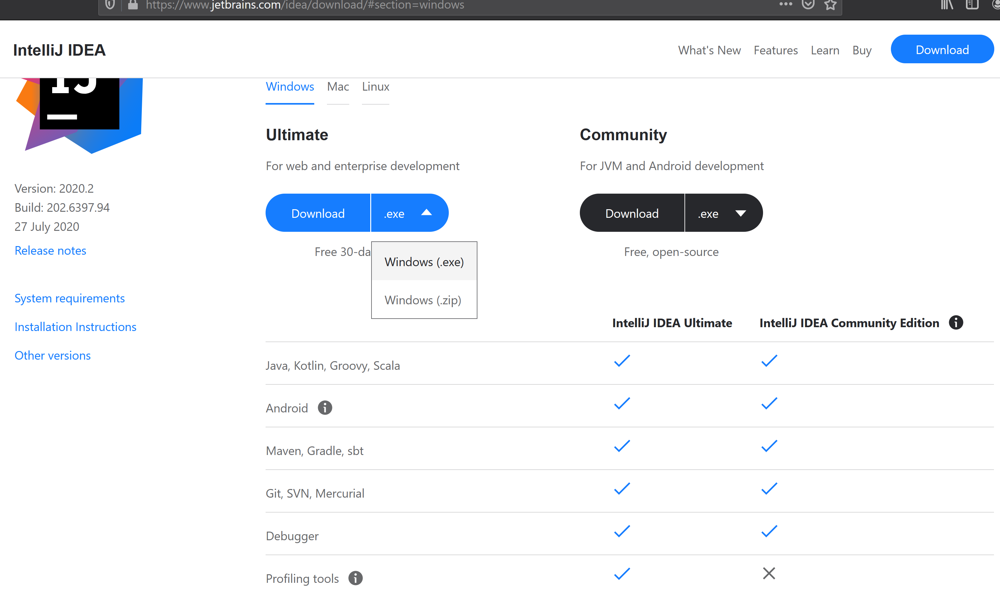 https://www.jetbrains.com/idea/download/#section=windows
IntelliJ IDEA
What's New Features Learn Buy Download
IJ
Windows Mac Linux
Ultimate
For web and enterprise development
Download .exe
Free 30-da
Windows (.exe)
Windows (.zip)
Community
For JVM and Android development
Download .exe
Free, open-source
Version: 2020.2
Build: 202.6397.94
27 July 2020
Release notes
System requirements
Installation Instructions
Other versions
IntelliJ IDEA Ultimate IntelliJ IDEA Community Edition
Java, Kotlin, Groovy, Scala
Android
Maven, Gradle, sbt
Git, SVN, Mercurial
Debugger
Profiling tools